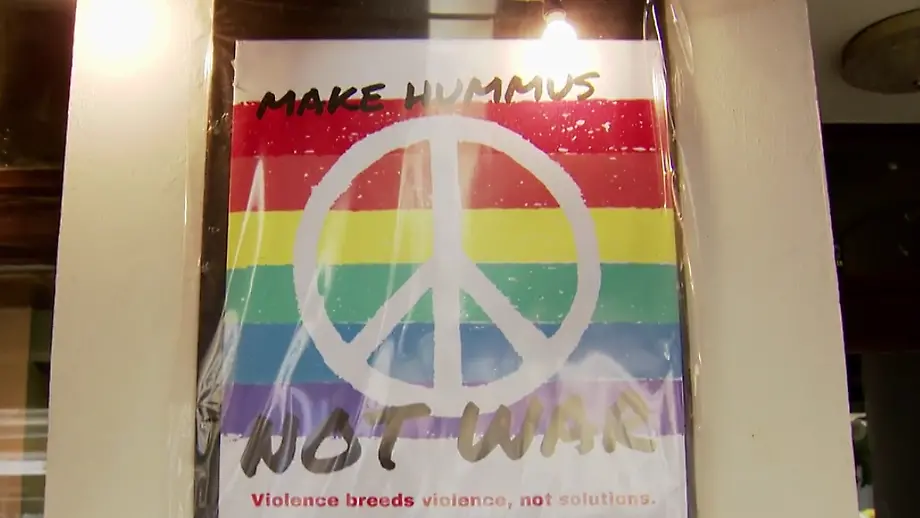 MAKE HUMMUS
NOT WAR
Violence breeds violence, not solutions.